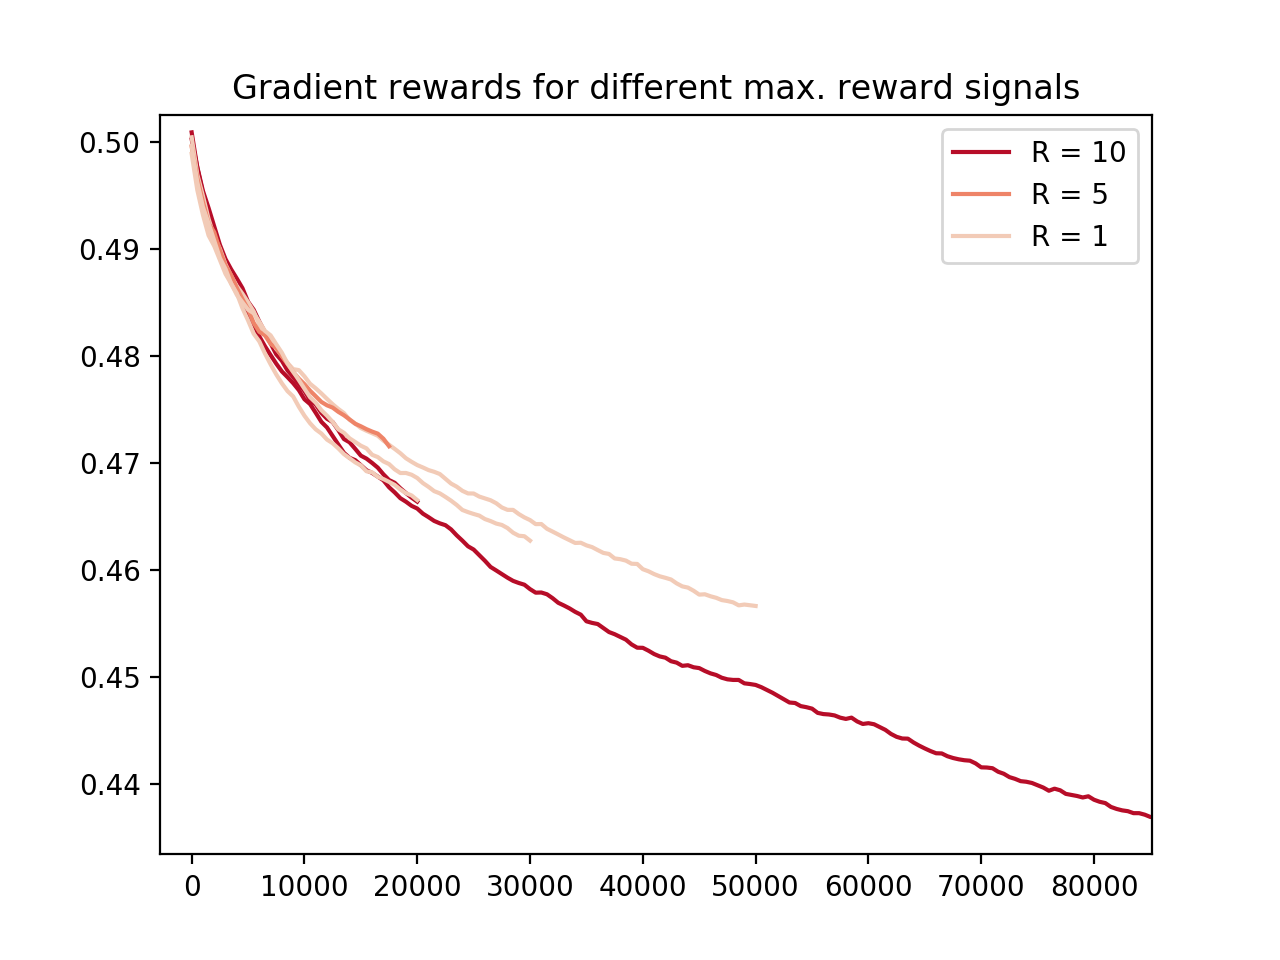 Gradient rewards for different max. reward signals
R = 10
R = 5
R = 1
0.50
0.49
0.48
0.47
0.46
0.45
0.44
0 10000 20000 30000 40000 50000 60000 70000 80000